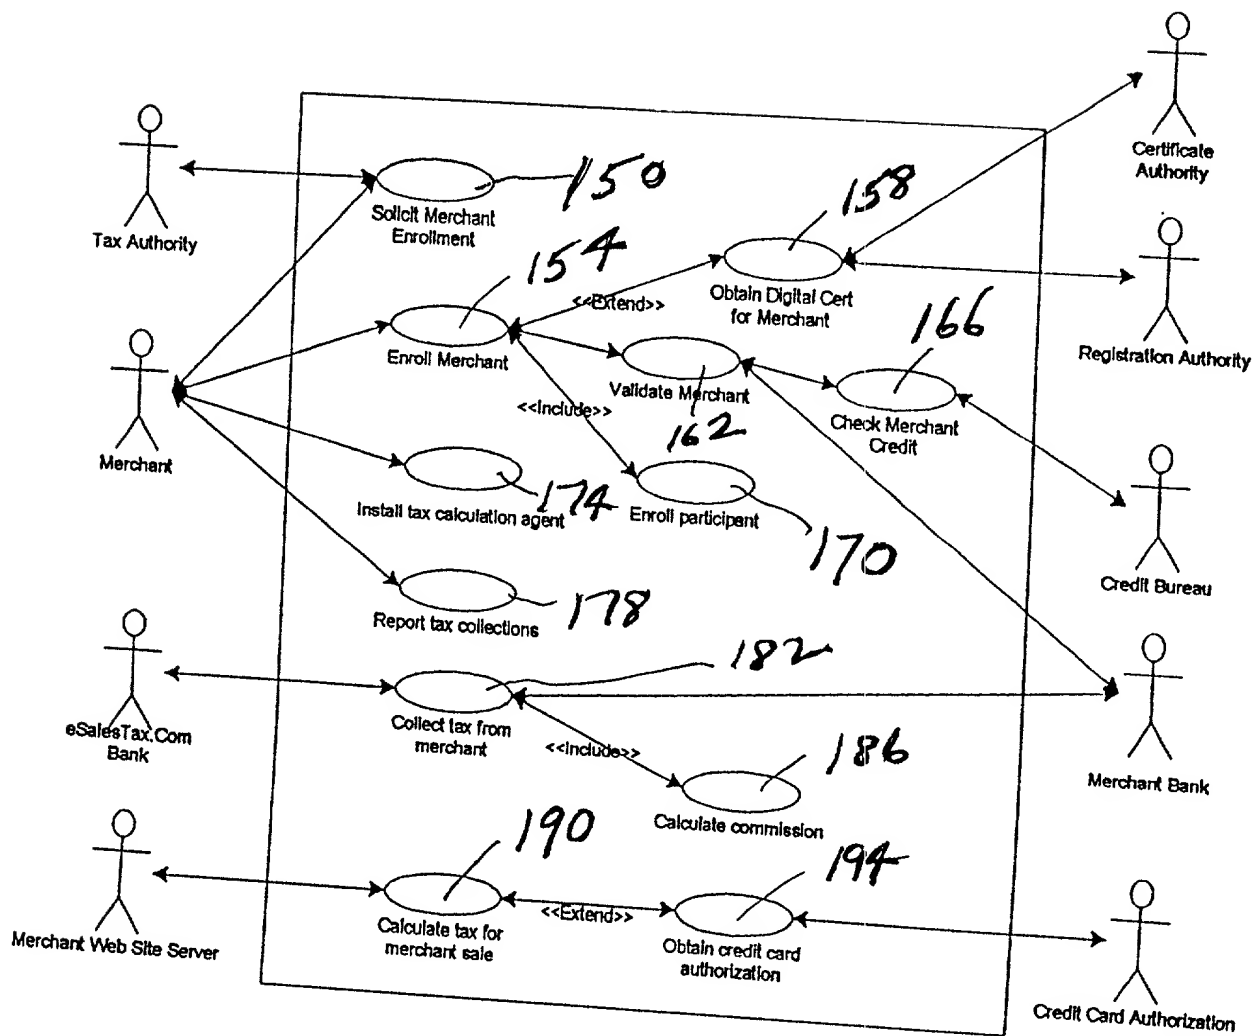 Certificate
Authority
Tax Authority
150
Solicit Merchant
Enrollment
158
154
<<Extend>>
Obtain Digital Cert
for Merchant
Registration Authority
166
Enroll Merchant
Validate Merchant
<<Include>>
162
Check Merchant
Credit
Merchant
174
Install tax calculation agent
Enroll participant
170
Credit Bureau
178
Report tax collections
182
eSalesTax.Com
Bank
Collect tax from
merchant
<<Include>>
186
Merchant Bank
Calculate commission
190
194
Merchant Web Site Server
Calculate tax for
merchant sale
<<Extend>>
Obtain credit card
authorization
Credit Card Authorization